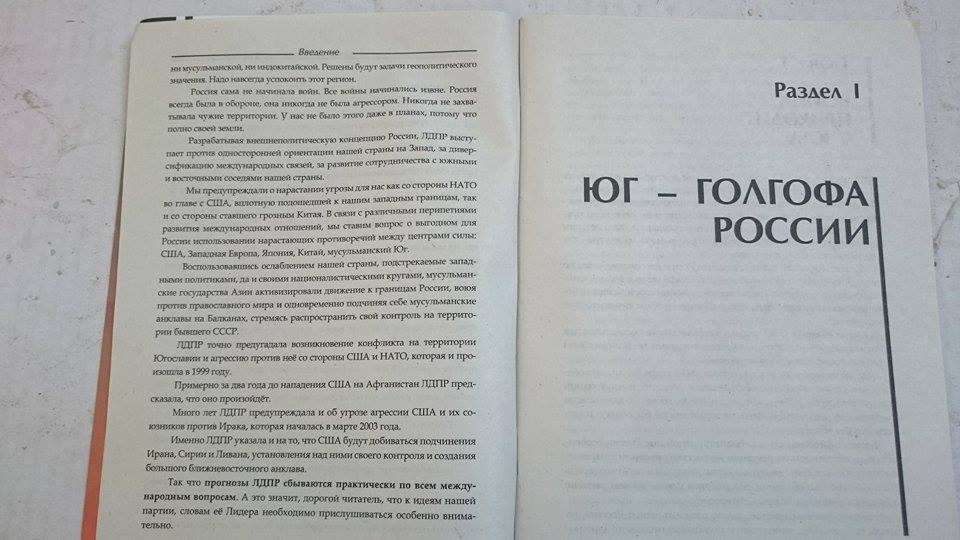 Введение
ни мусульманской, ни индокитайской. Решены будут задачи геополитического
значения. Надо навсегда успокоить этот регион.
Россия сама не начинала войн. Все войны начинались извне. Россия
всегда была в обороне, она никогда не была агрессором. Никогда не захва-
тывала чужие территории. У нас не было этого даже в планах, потому что
полно своей земли.
Разрабатывая внешнеполитическую концепцию России, ЛДПР высту-
пает против односторонней ориентации нашей страны на Запад, за дивер-
сификацию международных связей, за развитие сотрудничества с южными
и восточными соседями нашей страны.
Мы предупреждали о нарастании угрозы для нас как со стороны НАТО
во главе с США, вплотную подошедшей к нашим западным границам, так
и со стороны ставшего грозным Китая. В связи с различными перипетиями
развития международных отношений, мы ставим вопрос о выгодном для
России использовании нарастающих противоречий между центрами силы:
США, Западная Европа, Япония, Китай, мусульманский Юг.
Воспользовавшись ослаблением нашей страны, подстрекаемые запад-
ными политиками, да и своими националистическими кругами, мусульман-
ские государства Азии активизировали движение к границам России, воюя
против православного мира и одновременно подчиняя себе мусульманские
анклавы на Балканах, стремясь распространить свой контроль на террито-
рии бывшего СССР.
ЛДПР точно предугадала возникновение конфликта на территории
Югославии и агрессию против неё со стороны США и НАТО, которая и про-
изошла в 1999 году.
Примерно за два года до нападения США на Афганистан ЛДПР пред-
сказала, что оно произойдёт.
Много лет ЛДПР предупреждала и об угрозе агрессии США и их со-
юзников против Ирака, которая началась в марте 2003 года.
Именно ЛДПР указала и на то, что США будут добиваться подчинения
Ирана, Сирии и Ливана, установления над ними своего контроля и создания
большого ближневосточного анклава.
Так что прогнозы ЛДПР сбываются практически по всем между-
народным вопросам. А это значит, дорогой читатель, что к идеям нашей
партии, словам её Лидера необходимо прислушиваться особенно внима-
тельно.
Раздел I
ЮГ – ГОЛГОФА
РОССИИ